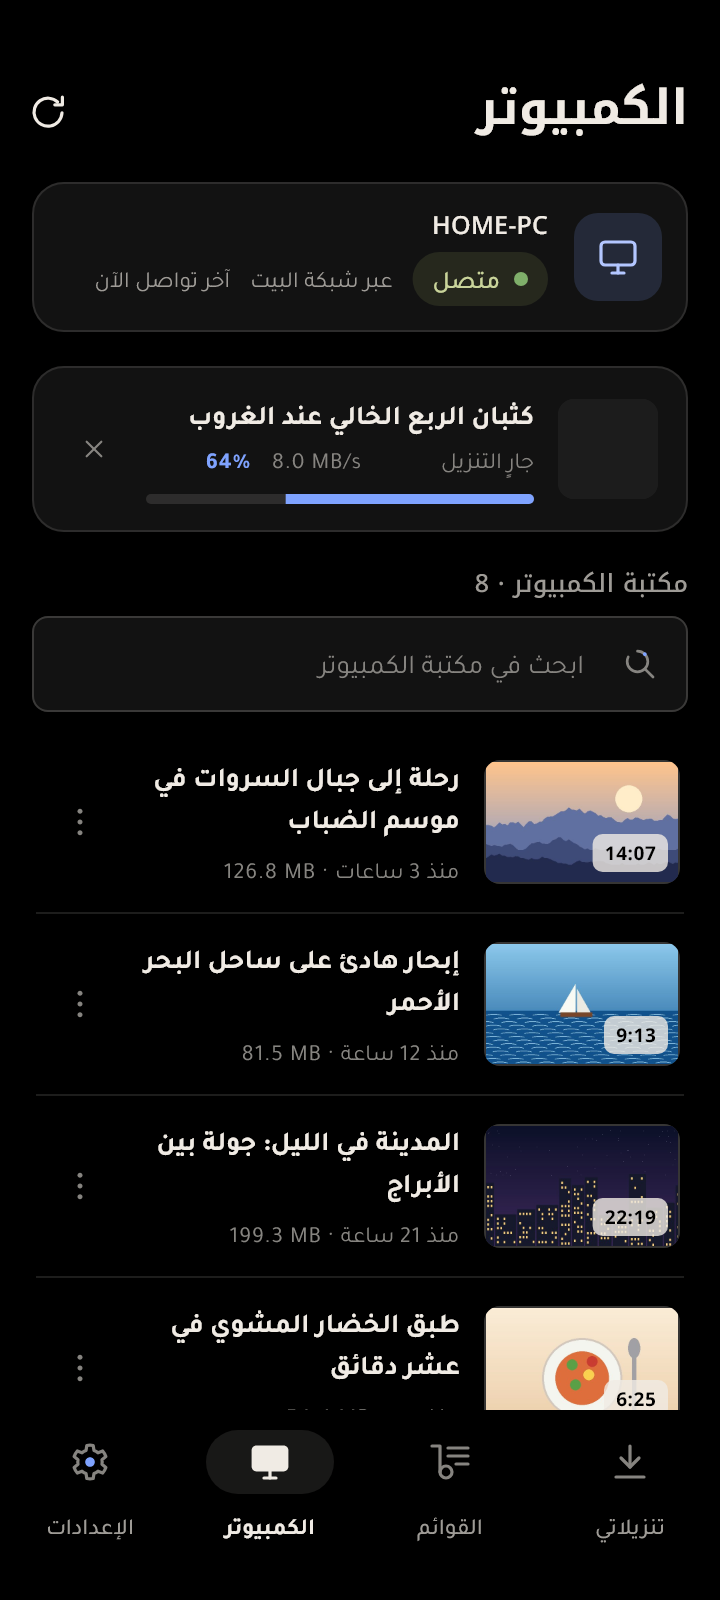 الكمبيوتر
HOME-PC
متصل عبر شبكة البيت آخر تواصل الآن
كثبان الربع الخالي عند الغروب
جارٍ التنزيل 8.0 MB/s 64%
مكتبة الكمبيوتر · 8
ابحث في مكتبة الكمبيوتر
رحلة إلى جبال السروات في
موسم الضباب
منذ 3 ساعات · 126.8 MB
14:07
إبحار هادئ على ساحل البحر
الأحمر
منذ 12 ساعة · 81.5 MB
9:13
المدينة في الليل: جولة بين
الأبراج
منذ 21 ساعة · 199.3 MB
22:19
طبق الخضار المشوي في
عشر دقائق
6:25
تنزيلاتي
القوائم
الكمبيوتر
الإعدادات